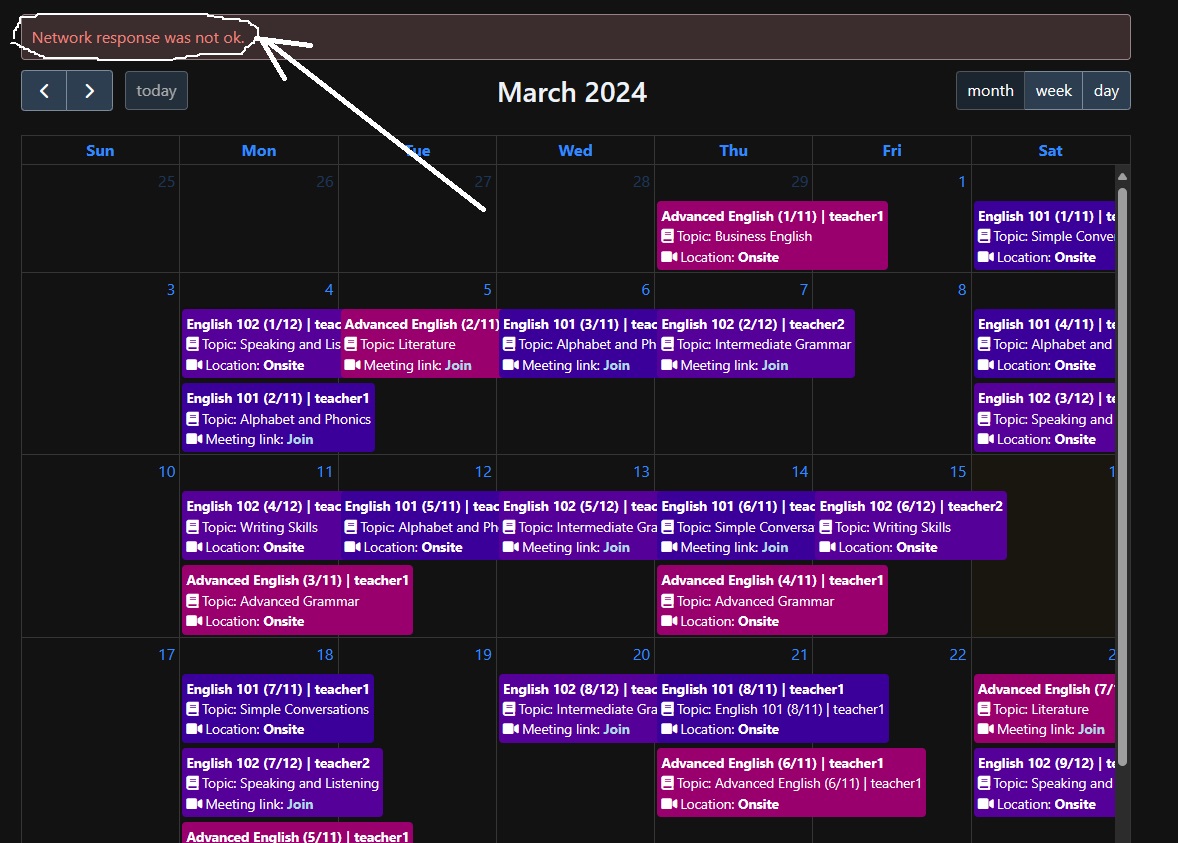 Network response was not ok.
today
March 2024
month week day
Sun Mon Tue Wed Thu Fri Sat
25 26 27 28 29 1
Advanced English (1/11) | teacher1
Topic: Business English
Location: Onsite
English 101 (1/11) | te
Topic: Simple Conve
Location: Onsite
3 4 5 6 7 8
English 102 (1/12) | teac
Topic: Speaking and Lis
Location: Onsite
Advanced English (2/11)
Topic: Literature
Meeting link: Join
English 101 (3/11) | teac
Topic: Alphabet and Ph
Meeting link: Join
English 102 (2/12) | teacher2
Topic: Intermediate Grammar
Meeting link: Join
English 101 (4/11) | te
Topic: Alphabet and
Location: Onsite
English 101 (2/11) | teacher1
Topic: Alphabet and Phonics
Meeting link: Join
English 102 (3/12) | te
Topic: Speaking and
Location: Onsite
10 11 12 13 14 15 1
English 102 (4/12) | teac
Topic: Writing Skills
Location: Onsite
English 101 (5/11) | teac
Topic: Alphabet and Ph
Location: Onsite
English 102 (5/12) | teac
Topic: Intermediate Gra
Meeting link: Join
English 101 (6/11) | teac
Topic: Simple Conversa
Meeting link: Join
English 102 (6/12) | teacher2
Topic: Writing Skills
Location: Onsite
Advanced English (3/11) | teacher1
Topic: Advanced Grammar
Location: Onsite
Advanced English (4/11) | teacher1
Topic: Advanced Grammar
Location: Onsite
17 18 19 20 21 22 2
English 101 (7/11) | teacher1
Topic: Simple Conversations
Location: Onsite
English 102 (8/12) | teac
Topic: Intermediate Gra
Meeting link: Join
English 101 (8/11) | teacher1
Topic: English 101 (8/11) | teacher1
Location: Onsite
Advanced English (7/
Topic: Literature
Meeting link: Join
English 102 (7/12) | teacher2
Topic: Speaking and Listening
Meeting link: Join
Advanced English (6/11) | teacher1
Topic: Advanced English (6/11) | teacher1
Location: Onsite
English 102 (9/12) | te
Topic: Speaking and
Location: Onsite
Advanced English (5/11) | teacher1